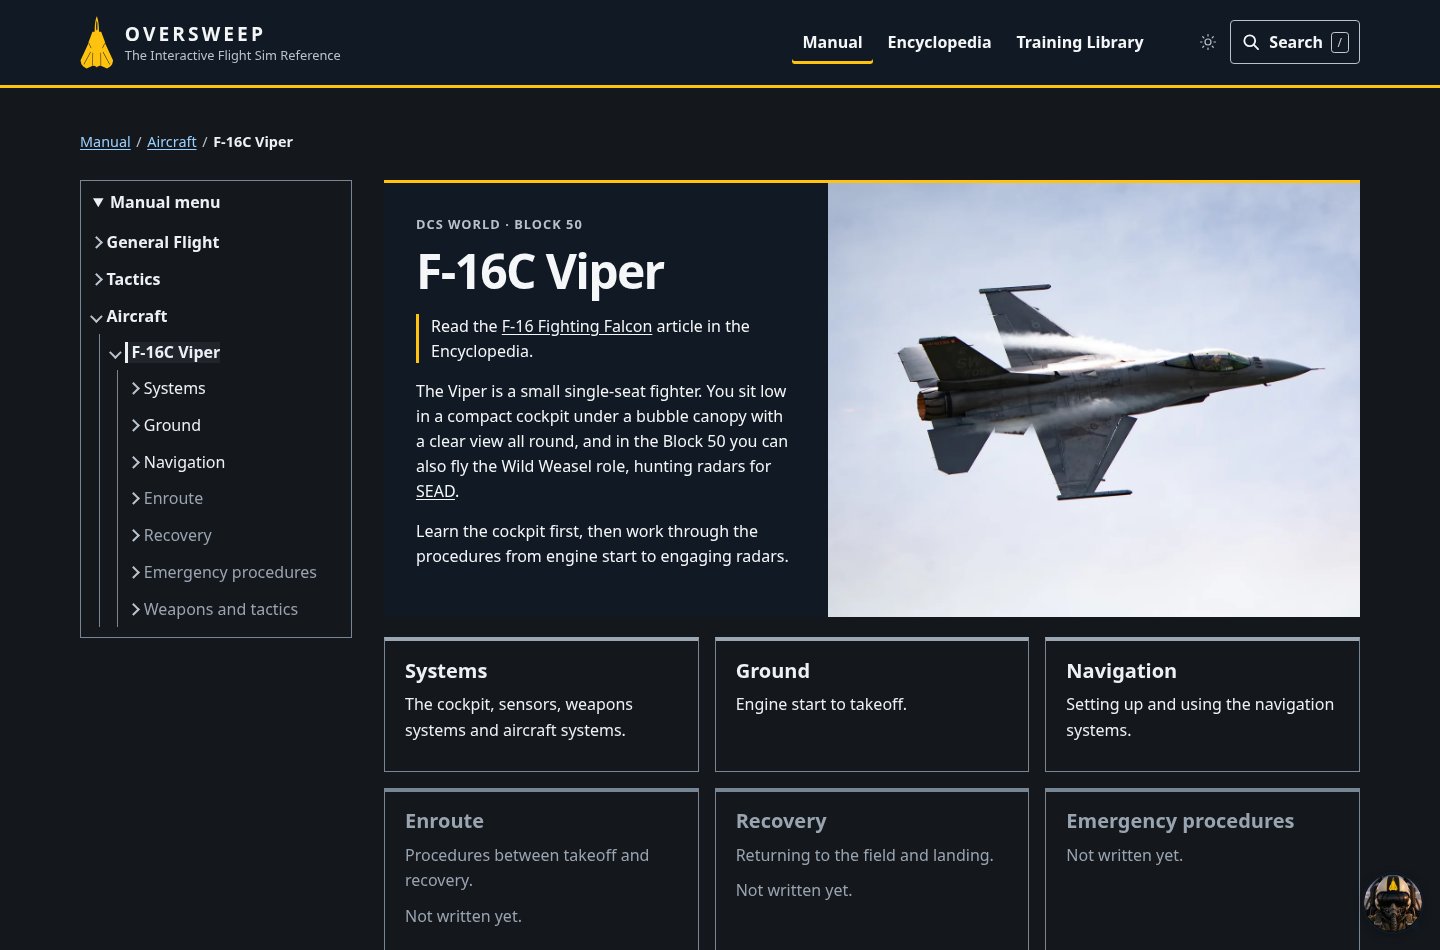 OVERSWEEP
The Interactive Flight Sim Reference
Manual
Encyclopedia
Training Library
Search /
Manual / Aircraft / F-16C Viper
Manual menu
General Flight
Tactics
Aircraft
F-16C Viper
Systems
Ground
Navigation
Enroute
Recovery
Emergency procedures
Weapons and tactics
DCS WORLD · BLOCK 50
F-16C Viper
Read the F-16 Fighting Falcon article in the
Encyclopedia.
The Viper is a small single-seat fighter. You sit low
in a compact cockpit under a bubble canopy with
a clear view all round, and in the Block 50 you can
also fly the Wild Weasel role, hunting radars for
SEAD.
Learn the cockpit first, then work through the
procedures from engine start to engaging radars.
Systems
The cockpit, sensors, weapons
systems and aircraft systems.
Ground
Engine start to takeoff.
Navigation
Setting up and using the navigation
systems.
Enroute
Procedures between takeoff and
recovery.
Not written yet.
Recovery
Returning to the field and landing.
Not written yet.
Emergency procedures
Not written yet.